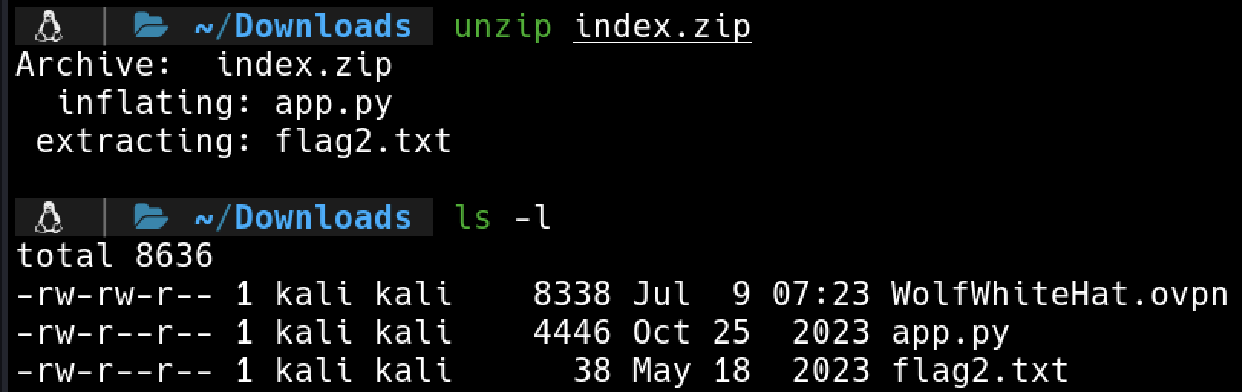 ~/Downloads unzip index.zip
Archive:  index.zip
  inflating: app.py
 extracting: flag2.txt
~/Downloads ls -l
total 8636
-rw-rw-r-- 1 kali kali    8338 Jul  9 07:23 WolfWhiteHat.ovpn
-rw-r--r-- 1 kali kali    4446 Oct 25  2023 app.py
-rw-r--r-- 1 kali kali      38 May 18  2023 flag2.txt